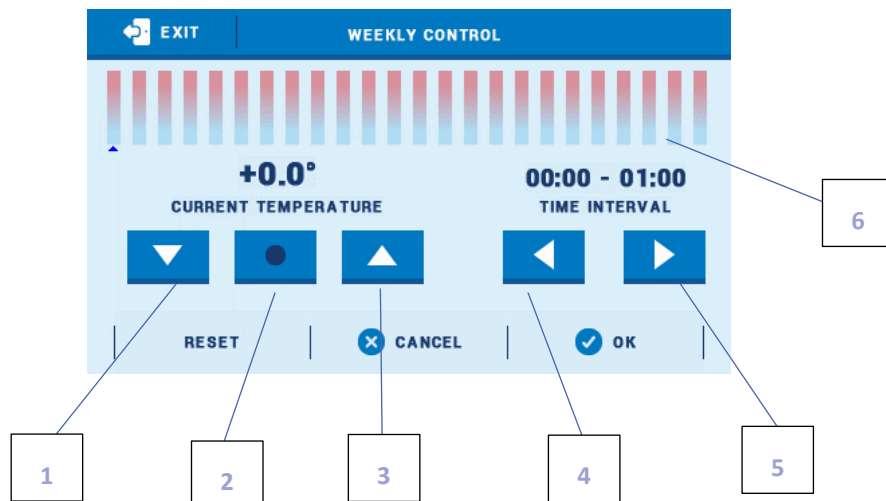 EXIT WEEKLY CONTROL
+0.0° 00:00 - 01:00
CURRENT TEMPERATURE TIME INTERVAL
6
RESET CANCEL OK
1 2 3 4 5